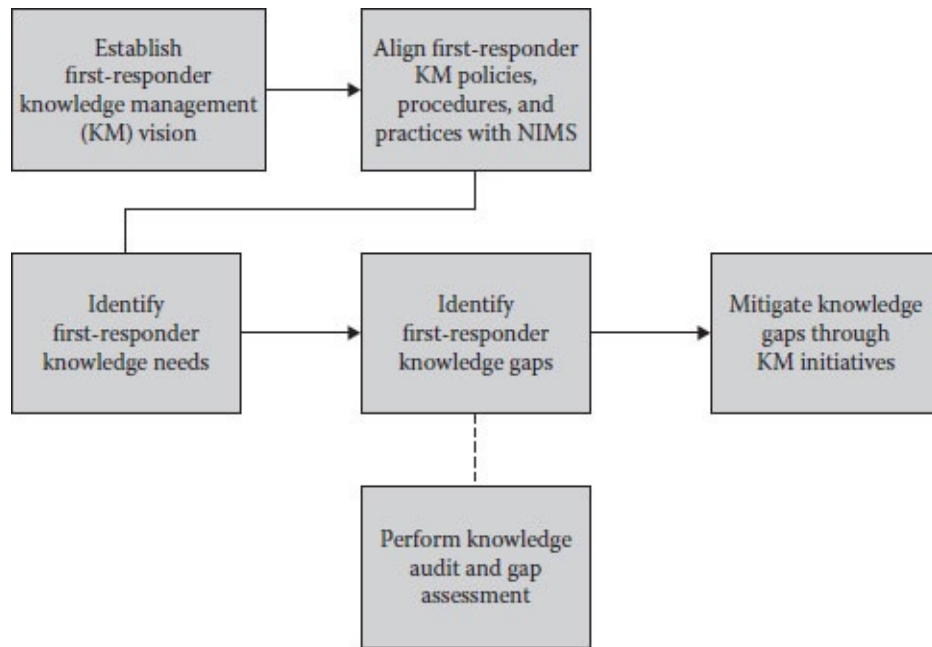 Establish
first-responder
knowledge management
(KM) vision
Align first-responder
KM policies,
procedures, and
practices with NIMS
Identify
first-responder
knowledge needs
Identify
first-responder
knowledge gaps
Mitigate knowledge
gaps through
KM initiatives
Perform knowledge
audit and gap
assessment